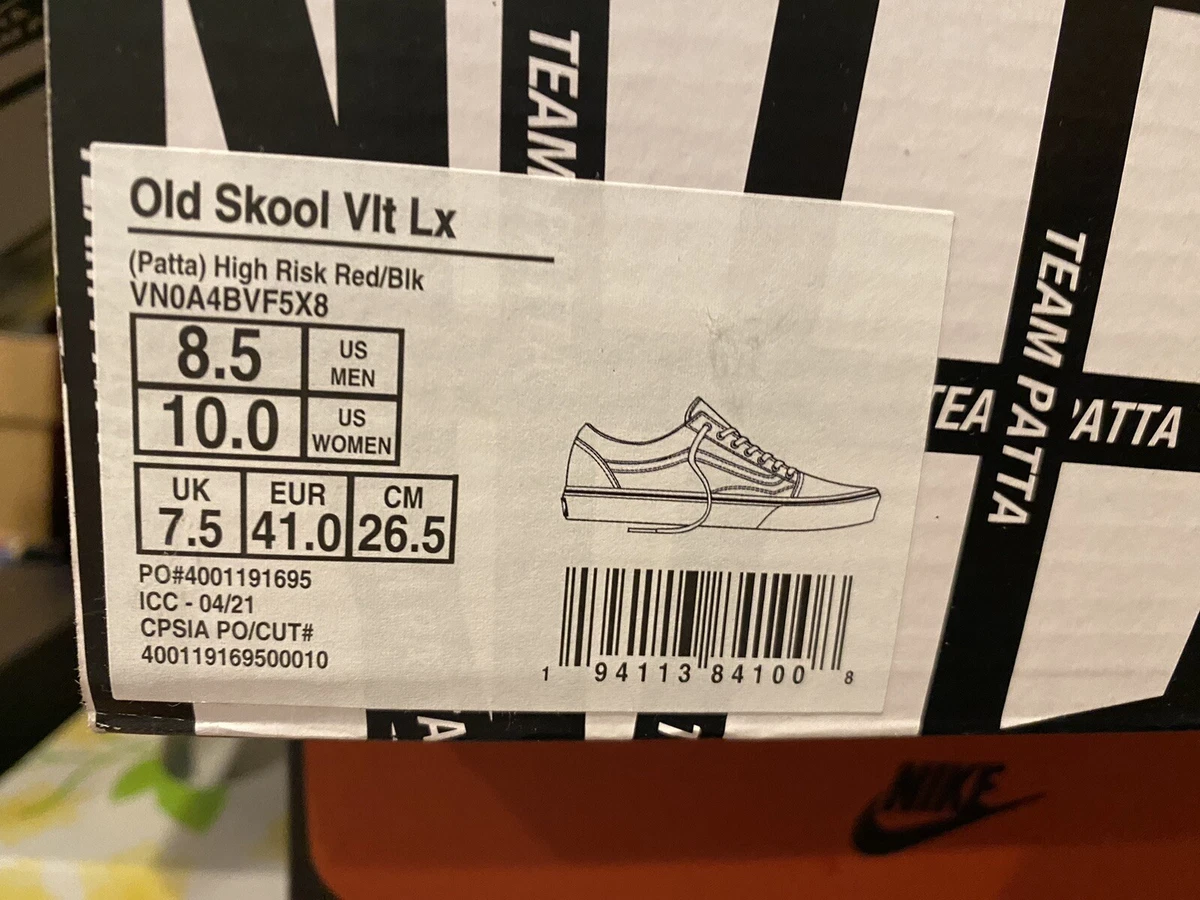 TEAM
Old Skool Vlt Lx
(Patta) High Risk Red/Blk
VN0A4BVF5X8
8.5 US MEN
10.0 US WOMEN
UK 7.5 EUR 41.0 CM 26.5
PO#4001191695
ICC - 04/21
CPSIA PO/CUT#
400119169500010
1 94113 84100 8
TEAM PATTA
TEA PATTA
NIKE